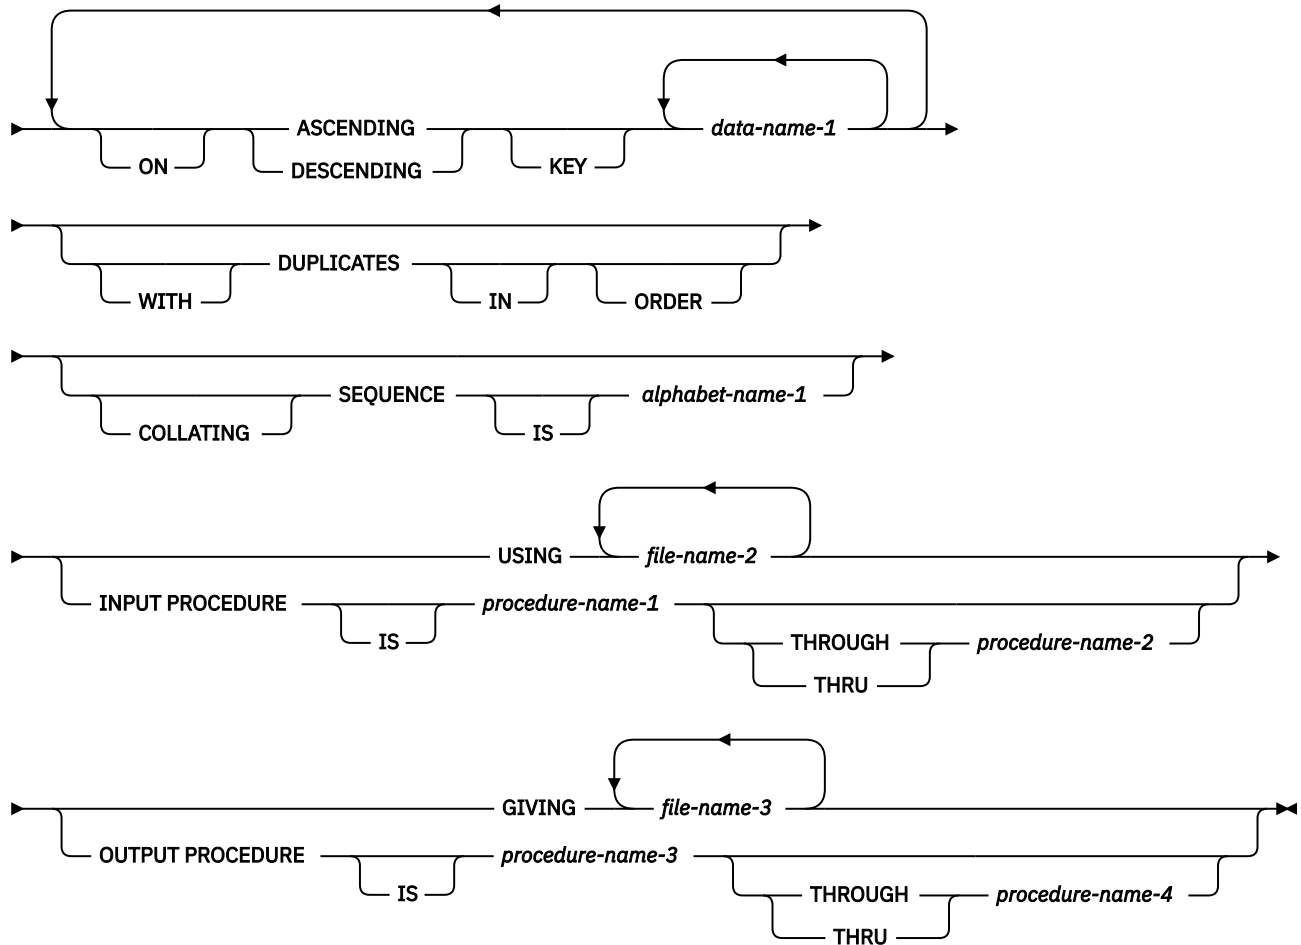 ASCENDING data-name-1
ON DESCENDING KEY
DUPLICATES
WITH IN ORDER
SEQUENCE alphabet-name-1
COLLATING IS
USING file-name-2
INPUT PROCEDURE procedure-name-1
IS THROUGH procedure-name-2
THRU
GIVING file-name-3
OUTPUT PROCEDURE procedure-name-3
IS THROUGH procedure-name-4
THRU